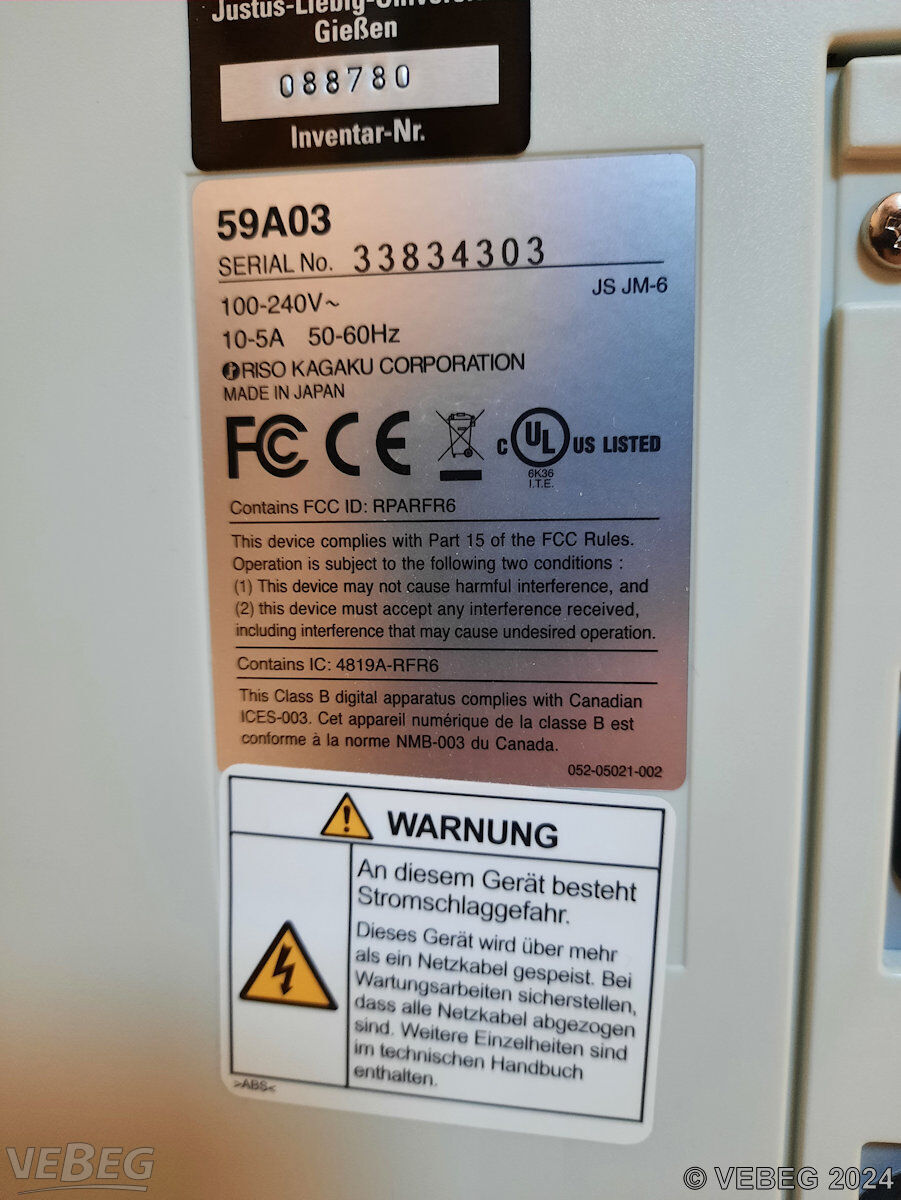 Justus-Liebig-Universität
Gießen
088780
Inventar-Nr.
59A03
SERIAL No. 33834303
JS JM-6
100-240V~
10-5A 50-60Hz
RISO KAGAKU CORPORATION
MADE IN JAPAN
FC CE C UL US LISTED
6K36
I.T.E.
Contains FCC ID: RPARFR6
This device complies with Part 15 of the FCC Rules.
Operation is subject to the following two conditions :
(1) This device may not cause harmful interference, and
(2) this device must accept any interference received,
including interference that may cause undesired operation.
Contains IC: 4819A-RFR6
This Class B digital apparatus complies with Canadian
ICES-003. Cet appareil numérique de la classe B est
conforme à la norme NMB-003 du Canada.
052-05021-002
WARNUNG
An diesem Gerät besteht
Stromschlaggefahr.
Dieses Gerät wird über mehr
als ein Netzkabel gespeist. Bei
Wartungsarbeiten sicherstellen,
dass alle Netzkabel abgezogen
sind. Weitere Einzelheiten sind
im technischen Handbuch
enthalten.
>ABS<
VEBEG
© VEBEG 2024